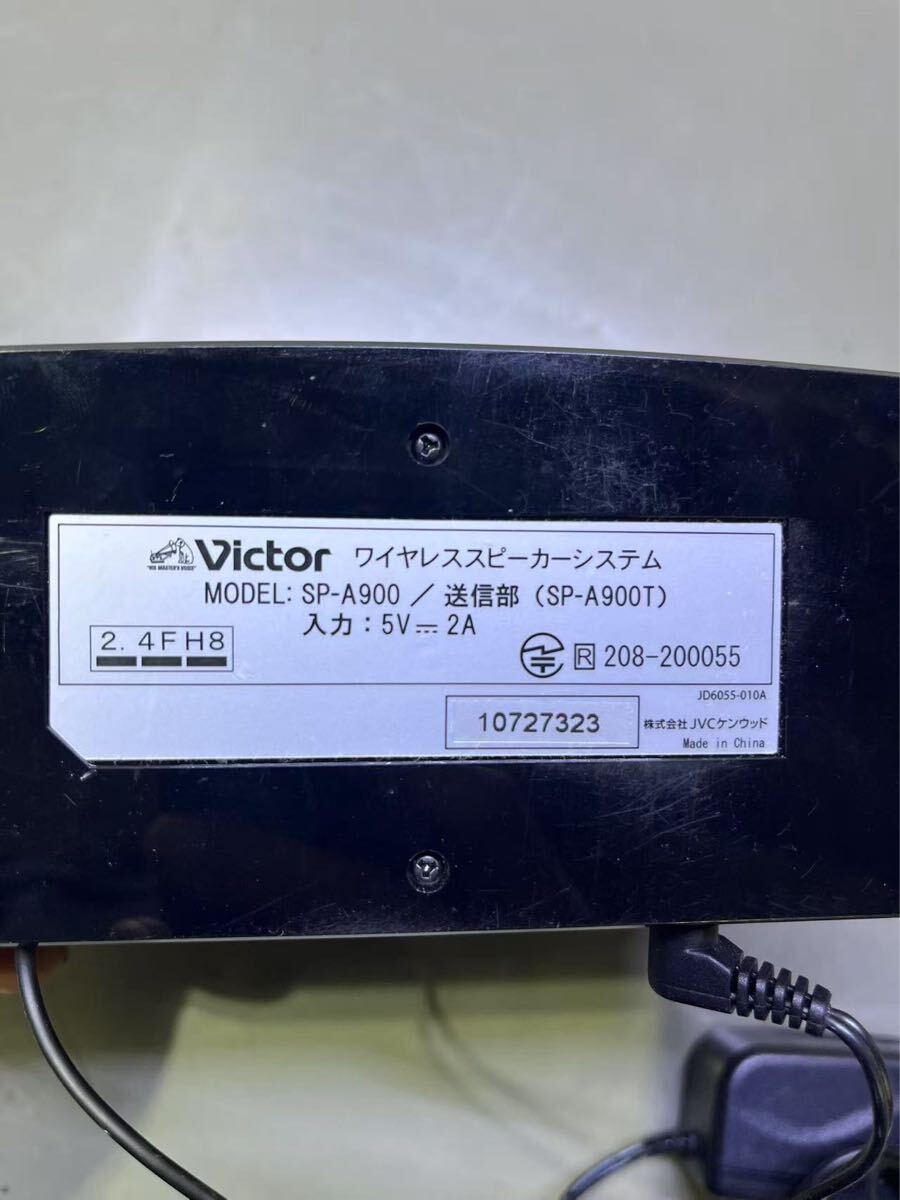 "HIS MASTER'S VOICE" Victor ワイヤレススピーカーシステム
MODEL: SP-A900 / 送信部 (SP-A900T)
入力 : 5V⎓2A
2.4FH8
R 208-200055
JD6055-010A
10727323
株式会社 JVCケンウッド
Made in China